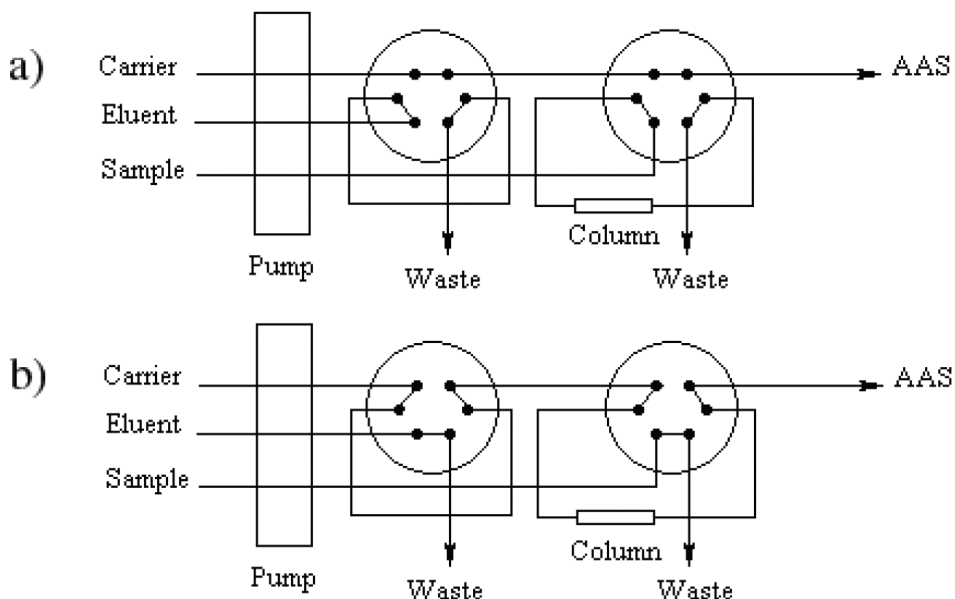 a)
Carrier
AAS
Eluent
Sample
Column
Pump
Waste
Waste
b)
Carrier
AAS
Eluent
Sample
Column
Pump
Waste
Waste